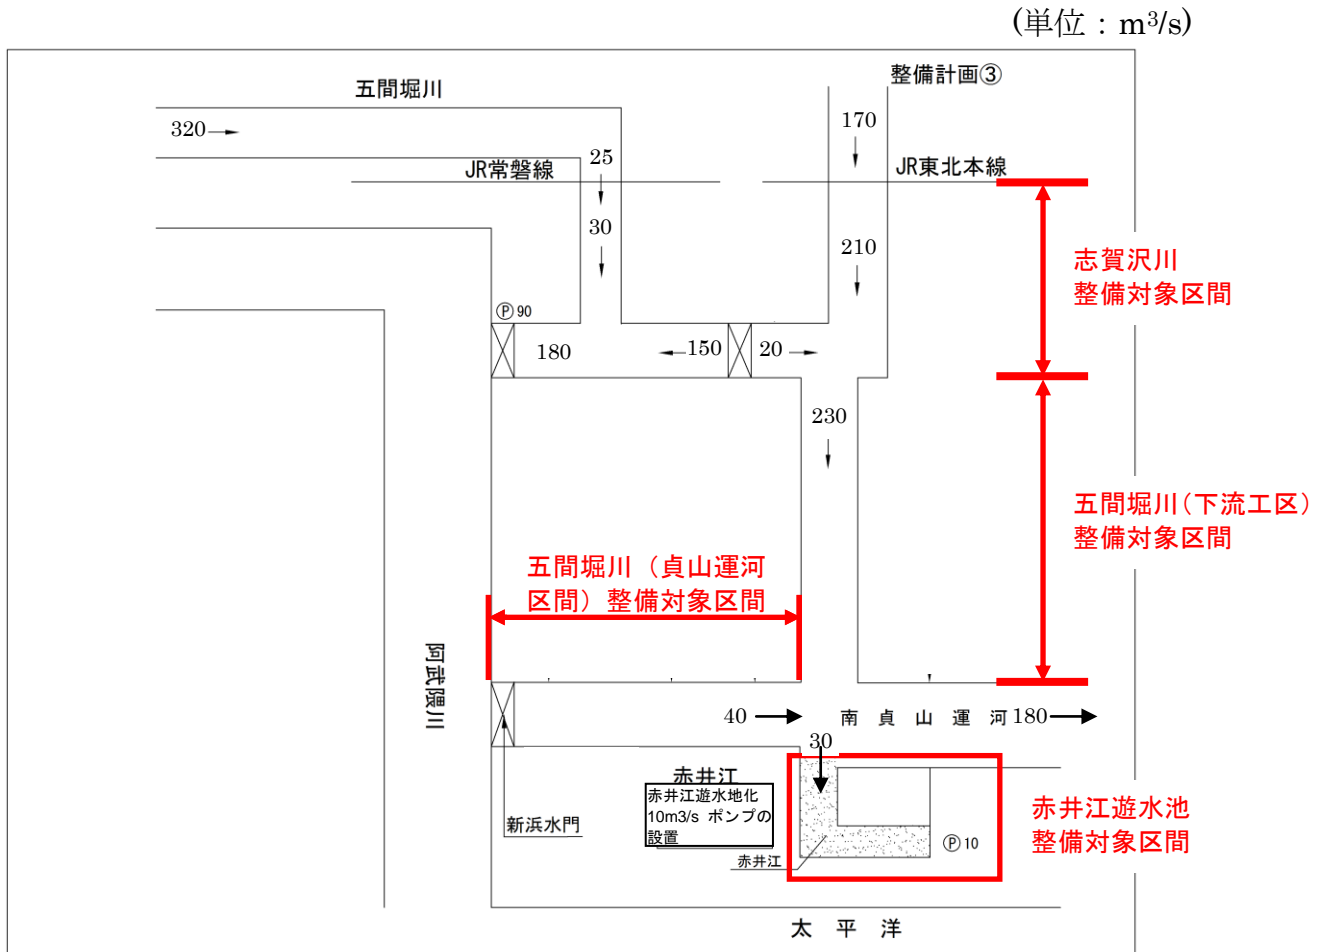 (単位：m³/s)
整備計画③
五間堀川
320
170
25
JR常磐線
JR東北本線
30
210
志賀沢川
整備対象区間
Ⓟ90
180
150
20
230
五間堀川(下流工区)
整備対象区間
五間堀川（貞山運河
区間）整備対象区間
阿武隈川
40
南貞山運河
180
30
赤井江
赤井江遊水地化
10m3/s ポンプの
設置
新浜水門
赤井江
Ⓟ10
赤井江遊水池
整備対象区間
太平洋